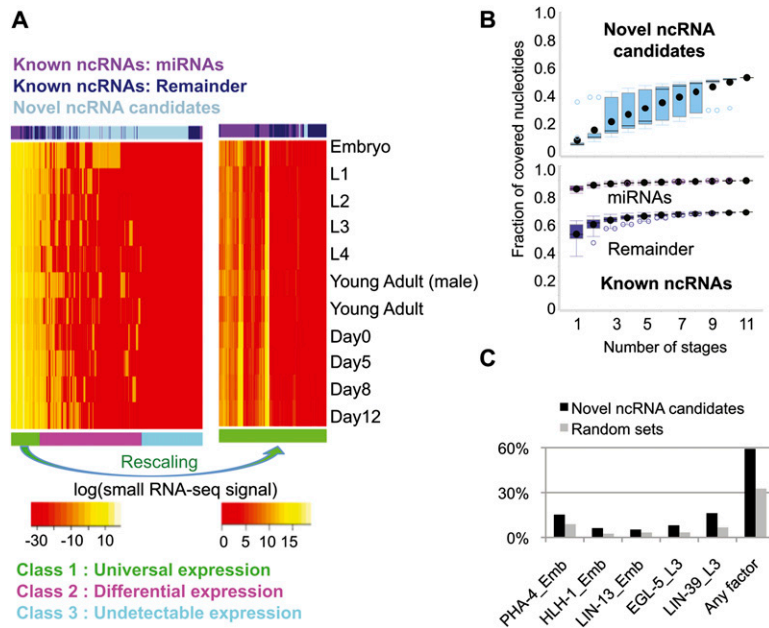 A
Known ncRNAs: miRNAs
Known ncRNAs: Remainder
Novel ncRNA candidates
Embryo
L1
L2
L3
L4
Young Adult (male)
Young Adult
Day0
Day5
Day8
Day12
Rescaling
log(small RNA-seq signal)
-30 -10 10
0 5 10 15
Class 1 : Universal expression
Class 2 : Differential expression
Class 3 : Undetectable expression
B
Fraction of covered nucleotides
1.0
0.8
0.6
0.4
0.2
0
Novel ncRNA
candidates
1.0
0.8
0.6
0.4
0.2
0
miRNAs
Remainder
Known ncRNAs
1 3 5 7 9 11
Number of stages
C
Novel ncRNA candidates
Random sets
60%
30%
0%
PHA-4_Emb
HLH-1_Emb
LIN-13_Emb
EGL-5_L3
LIN-39_L3
Any factor